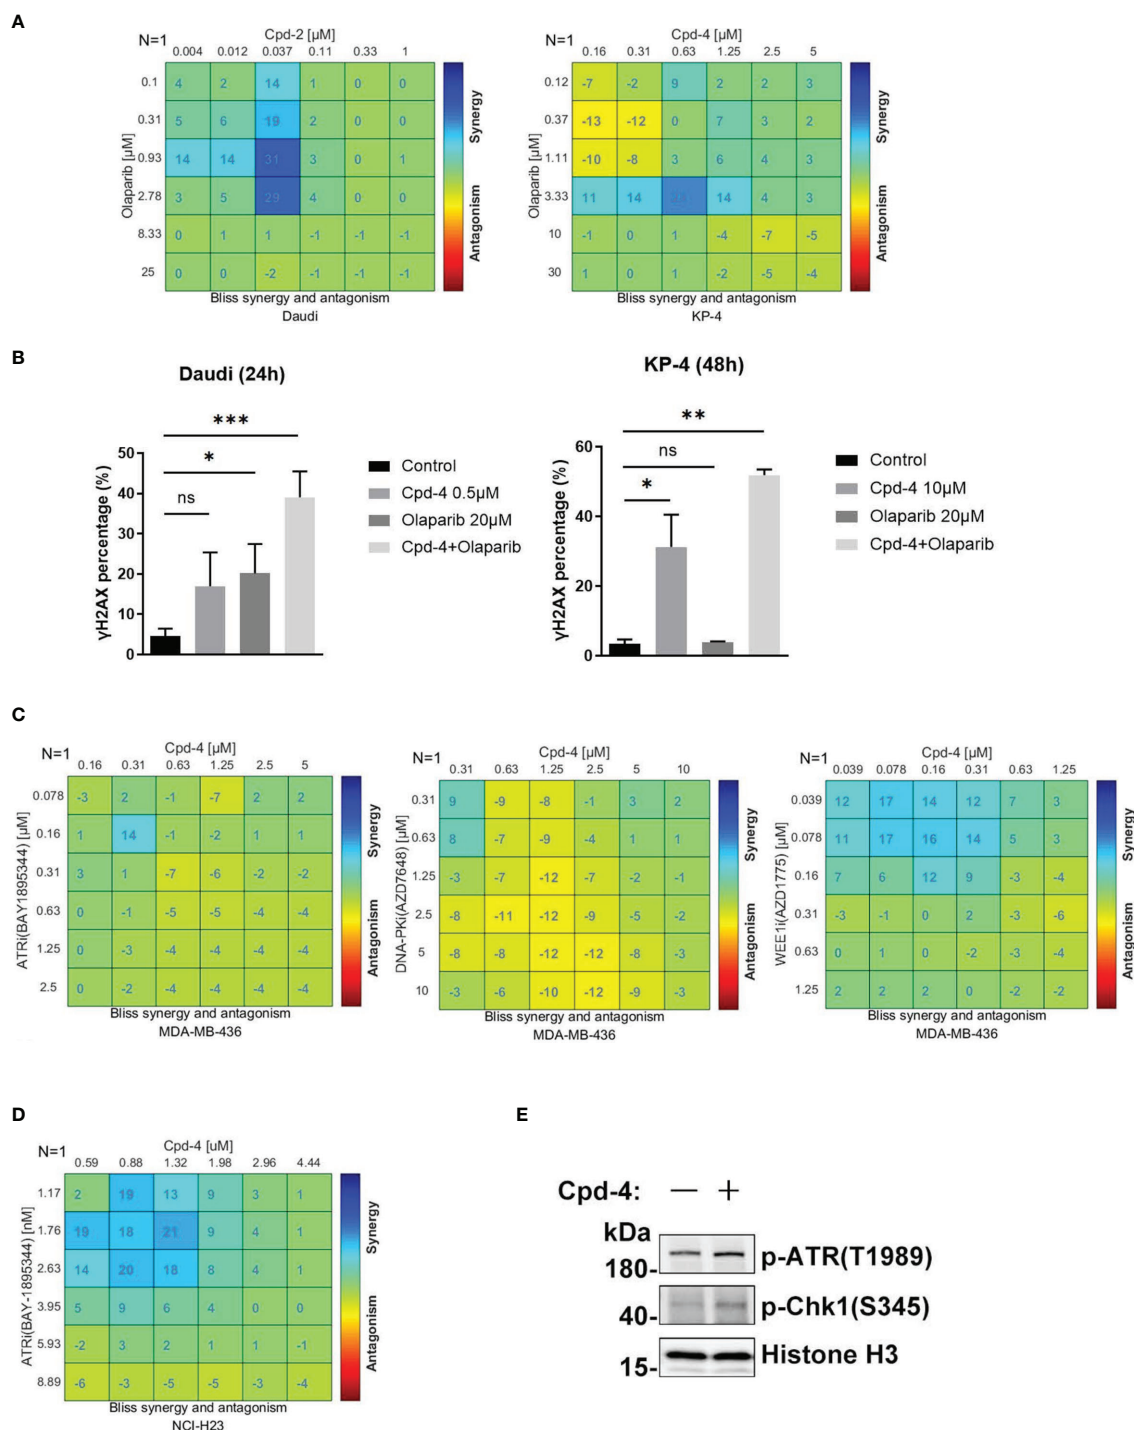 A
N=1
Cpd-2 [µM]
0.004 0.012 0.037 0.11 0.33 1
Olaparib [µM]
0.1 4 2 14 1 0 0
0.31 5 6 19 2 0 0
0.93 14 14 31 3 0 1
2.78 3 5 29 4 0 0
8.33 0 1 1 -1 -1 -1
25 0 0 -2 -1 -1 -1
Synergy
Antagonism
Bliss synergy and antagonism
Daudi
N=1
Cpd-4 [µM]
0.16 0.31 0.63 1.25 2.5 5
Olaparib [µM]
0.12 -7 -2 9 2 2 3
0.37 -13 -12 0 7 3 2
1.11 -10 -8 3 6 4 3
3.33 11 14 14 4 3
10 -1 0 1 -4 -7 -5
30 1 0 1 -2 -5 -4
Synergy
Antagonism
Bliss synergy and antagonism
KP-4
B
Daudi (24h)
γH2AX percentage (%)
50
40
30
20
10
0
***
*
ns
Control
Cpd-4 0.5µM
Olaparib 20µM
Cpd-4+Olaparib
KP-4 (48h)
γH2AX percentage (%)
60
40
20
0
**
ns
*
Control
Cpd-4 10µM
Olaparib 20µM
Cpd-4+Olaparib
C
N=1
Cpd-4 [µM]
0.16 0.31 0.63 1.25 2.5 5
ATRi(BAY1895344) [µM]
0.078 -3 2 -1 -7 2 2
0.16 1 14 -1 -2 1 1
0.31 3 1 -7 -6 -2 -2
0.63 0 -1 -5 -5 -4 -4
1.25 0 -3 -4 -4 -4 -4
2.5 0 -2 -4 -4 -4 -4
Synergy
Antagonism
Bliss synergy and antagonism
MDA-MB-436
N=1
Cpd-4 [µM]
0.31 0.63 1.25 2.5 5 10
DNA-PKi(AZD7648) [µM]
0.31 9 -9 -8 -1 3 2
0.63 8 -7 -9 -4 1 1
1.25 -3 -7 -12 -7 -2 -1
2.5 -8 -11 -12 -9 -5 -2
5 -8 -8 -12 -12 -8 -3
10 -3 -6 -10 -12 -9 -3
Synergy
Antagonism
Bliss synergy and antagonism
MDA-MB-436
N=1
Cpd-4 [µM]
0.039 0.078 0.16 0.31 0.63 1.25
WEE1i(AZD1775) [µM]
0.039 12 17 14 12 7 3
0.078 11 17 16 14 5 3
0.16 7 6 12 9 -3 -4
0.31 -3 -1 0 2 -3 -6
0.63 0 1 0 -2 -3 -4
1.25 2 2 2 0 -2 -2
Synergy
Antagonism
Bliss synergy and antagonism
MDA-MB-436
D
N=1
Cpd-4 [uM]
0.59 0.88 1.32 1.98 2.96 4.44
ATRi(BAY-1895344) [nM]
1.17 2 19 13 9 3 1
1.76 19 18 21 9 4 1
2.63 14 20 18 8 4 1
3.95 5 9 6 4 0 0
5.93 -2 3 2 1 1 -1
8.89 -6 -3 -5 -5 -3 -4
Synergy
Antagonism
Bliss synergy and antagonism
NCI-H23
E
Cpd-4: — +
kDa
180- p-ATR(T1989)
40- p-Chk1(S345)
15- Histone H3